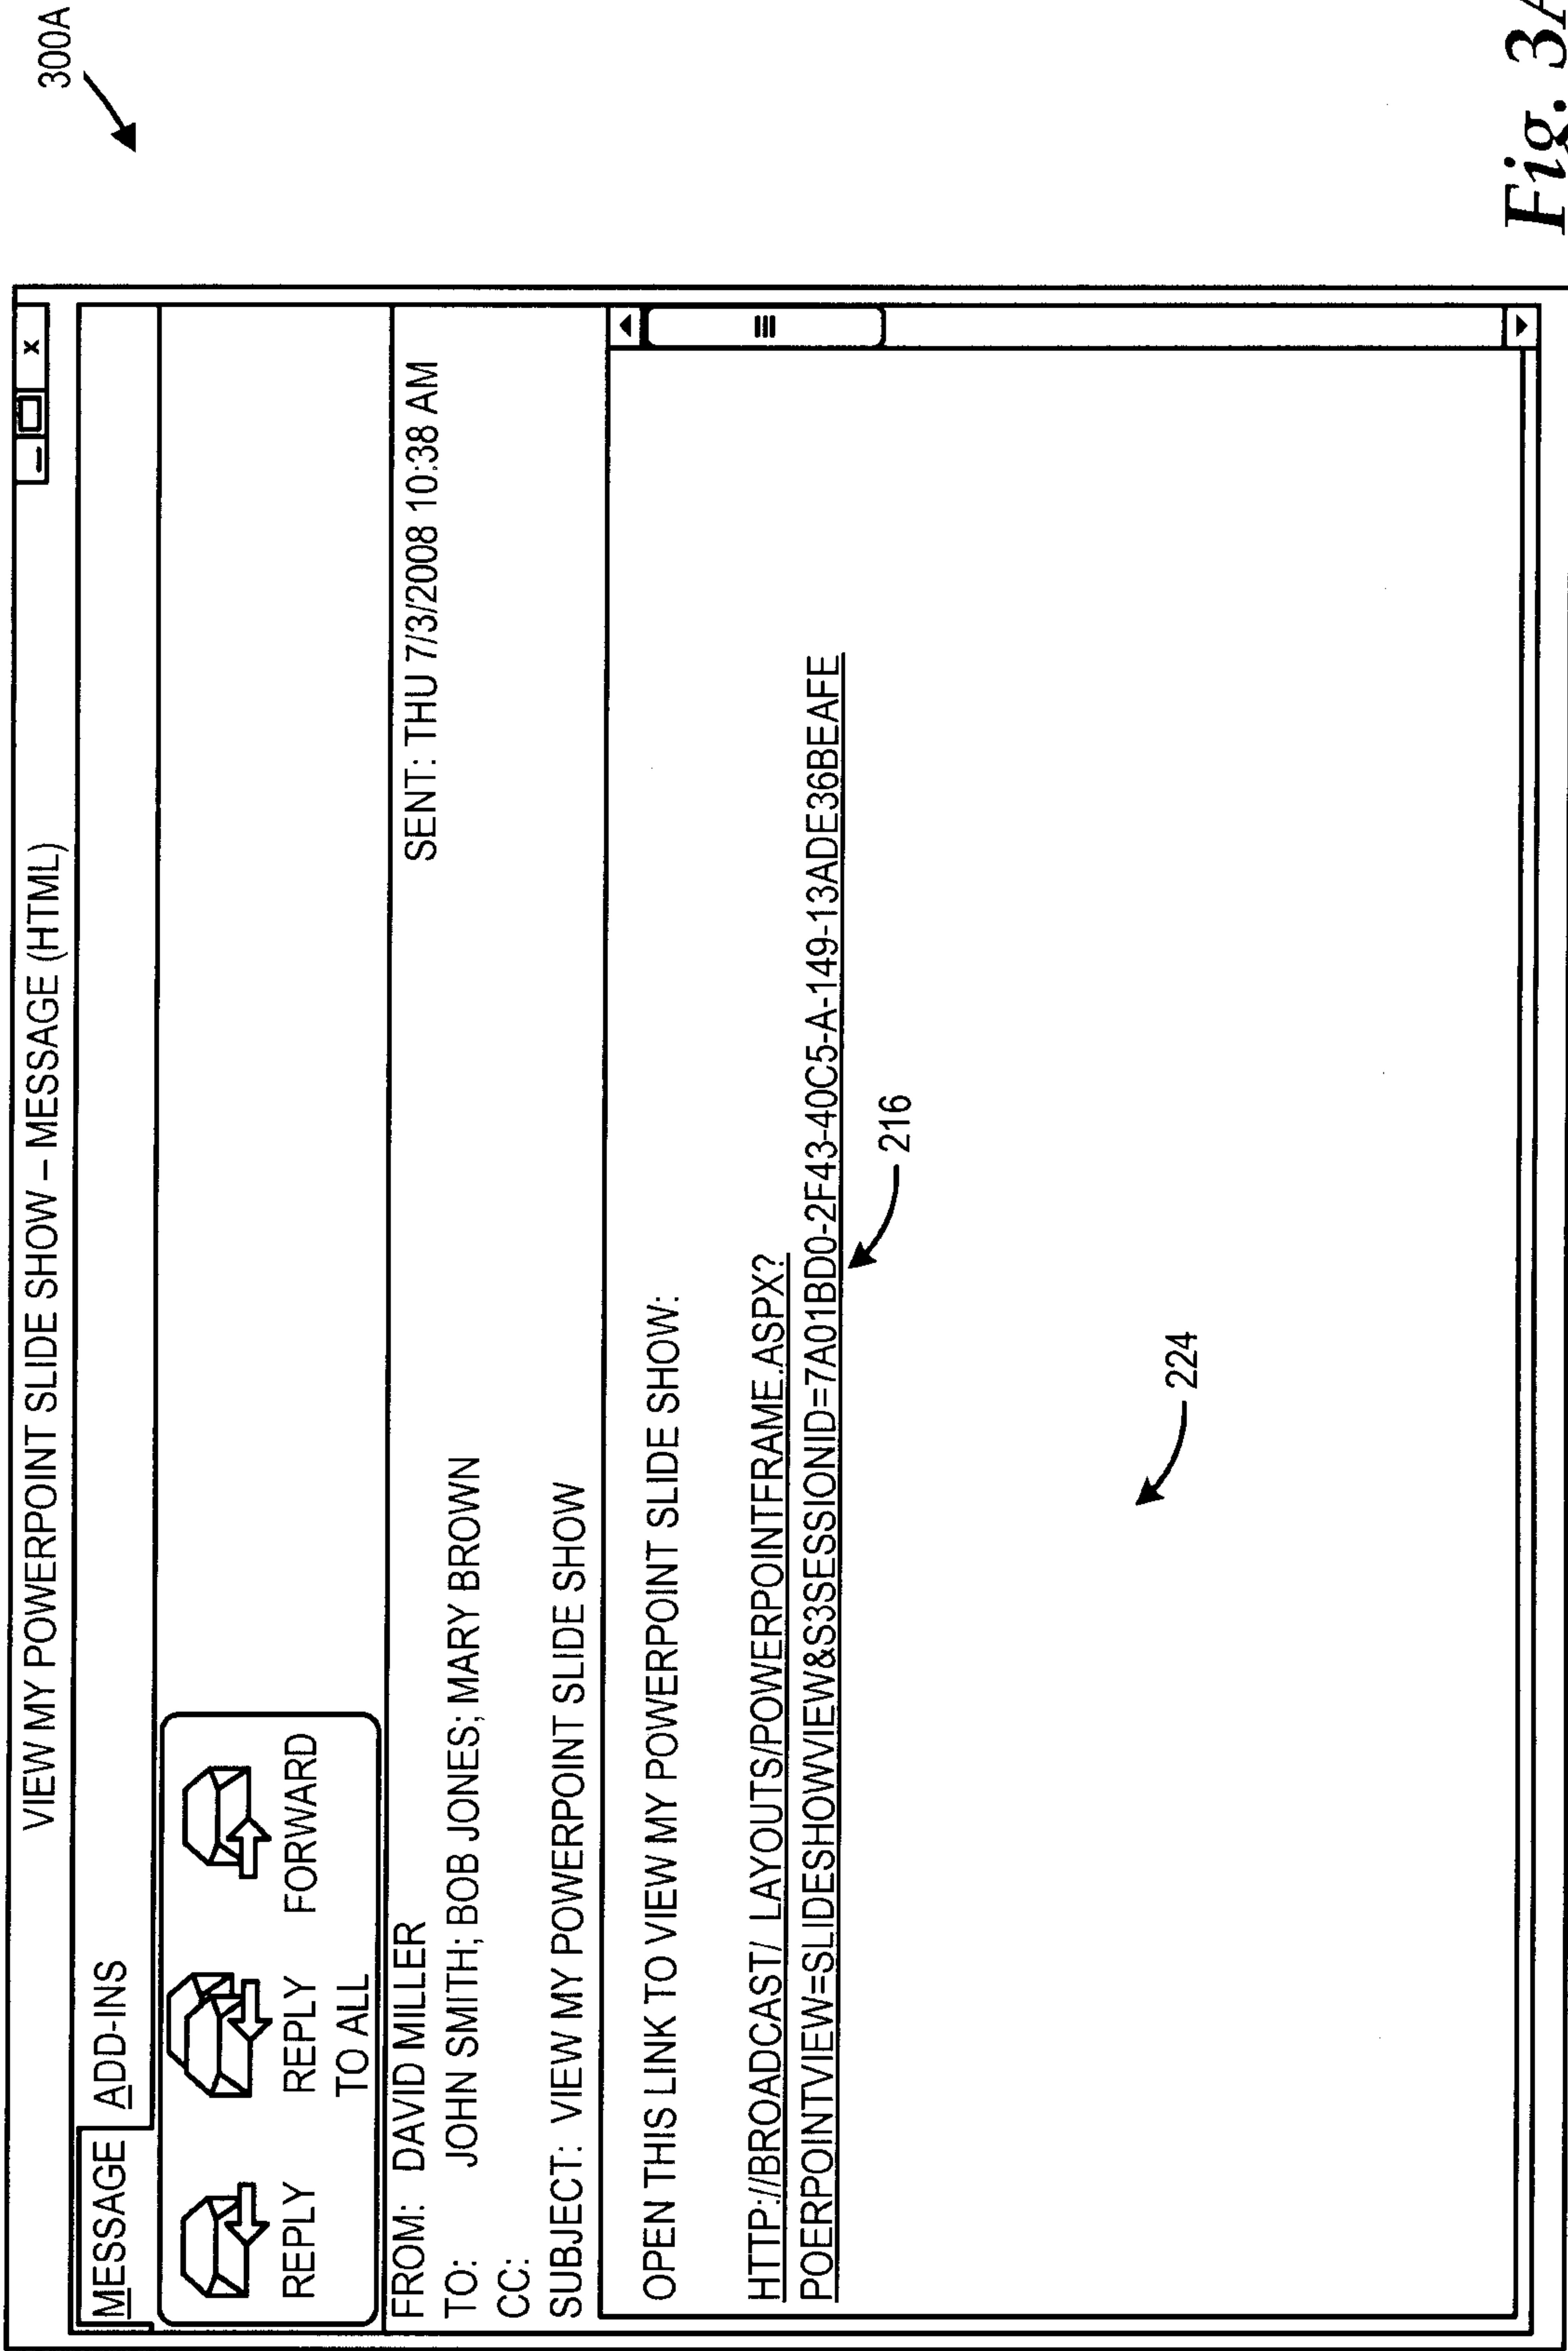 300A
VIEW MY POWERPOINT SLIDE SHOW – MESSAGE (HTML)
X
MESSAGE ADD-INS
REPLY REPLY TO ALL FORWARD
FROM: DAVID MILLER SENT: THU 7/3/2008 10:38 AM
TO: JOHN SMITH; BOB JONES; MARY BROWN
CC:
SUBJECT: VIEW MY POWERPOINT SLIDE SHOW
OPEN THIS LINK TO VIEW MY POWERPOINT SLIDE SHOW:
HTTP://BROADCAST/ LAYOUTS/POWERPOINTFRAME.ASPX?
POERPOINTVIEW=SLIDESHOWVIEW&S3SESSIONID=7A01BD0-2F43-40C5-A-149-13ADE36BEAFE
216
224
Fig. 3A